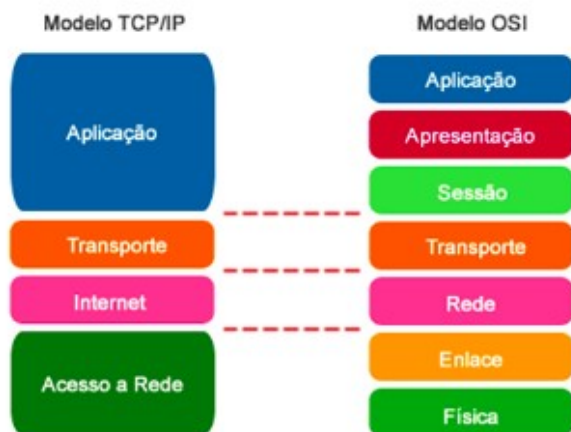 Modelo TCP/IP
Aplicação
Transporte
Internet
Acesso a Rede
Modelo OSI
Aplicação
Apresentação
Sessão
Transporte
Rede
Enlace
Física